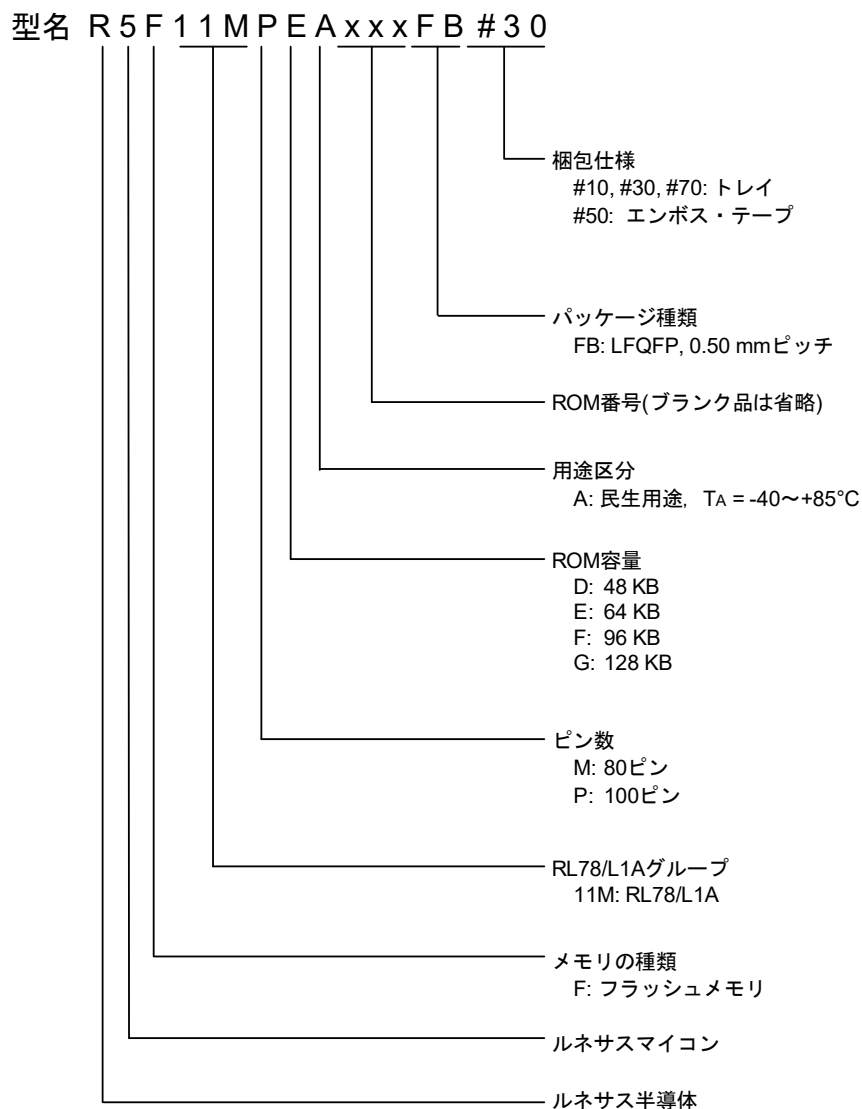 型名 R 5 F 1 1 M P E A x x x F B # 3 0
梱包仕様
#10, #30, #70: トレイ
#50: エンボス・テープ
パッケージ種類
FB: LFQFP, 0.50 mmピッチ
ROM番号(ブランク品は省略)
用途区分
A: 民生用途, TA = -40～+85°C
ROM容量
D: 48 KB
E: 64 KB
F: 96 KB
G: 128 KB
ピン数
M: 80ピン
P: 100ピン
RL78/L1Aグループ
11M: RL78/L1A
メモリの種類
F: フラッシュメモリ
ルネサスマイコン
ルネサス半導体